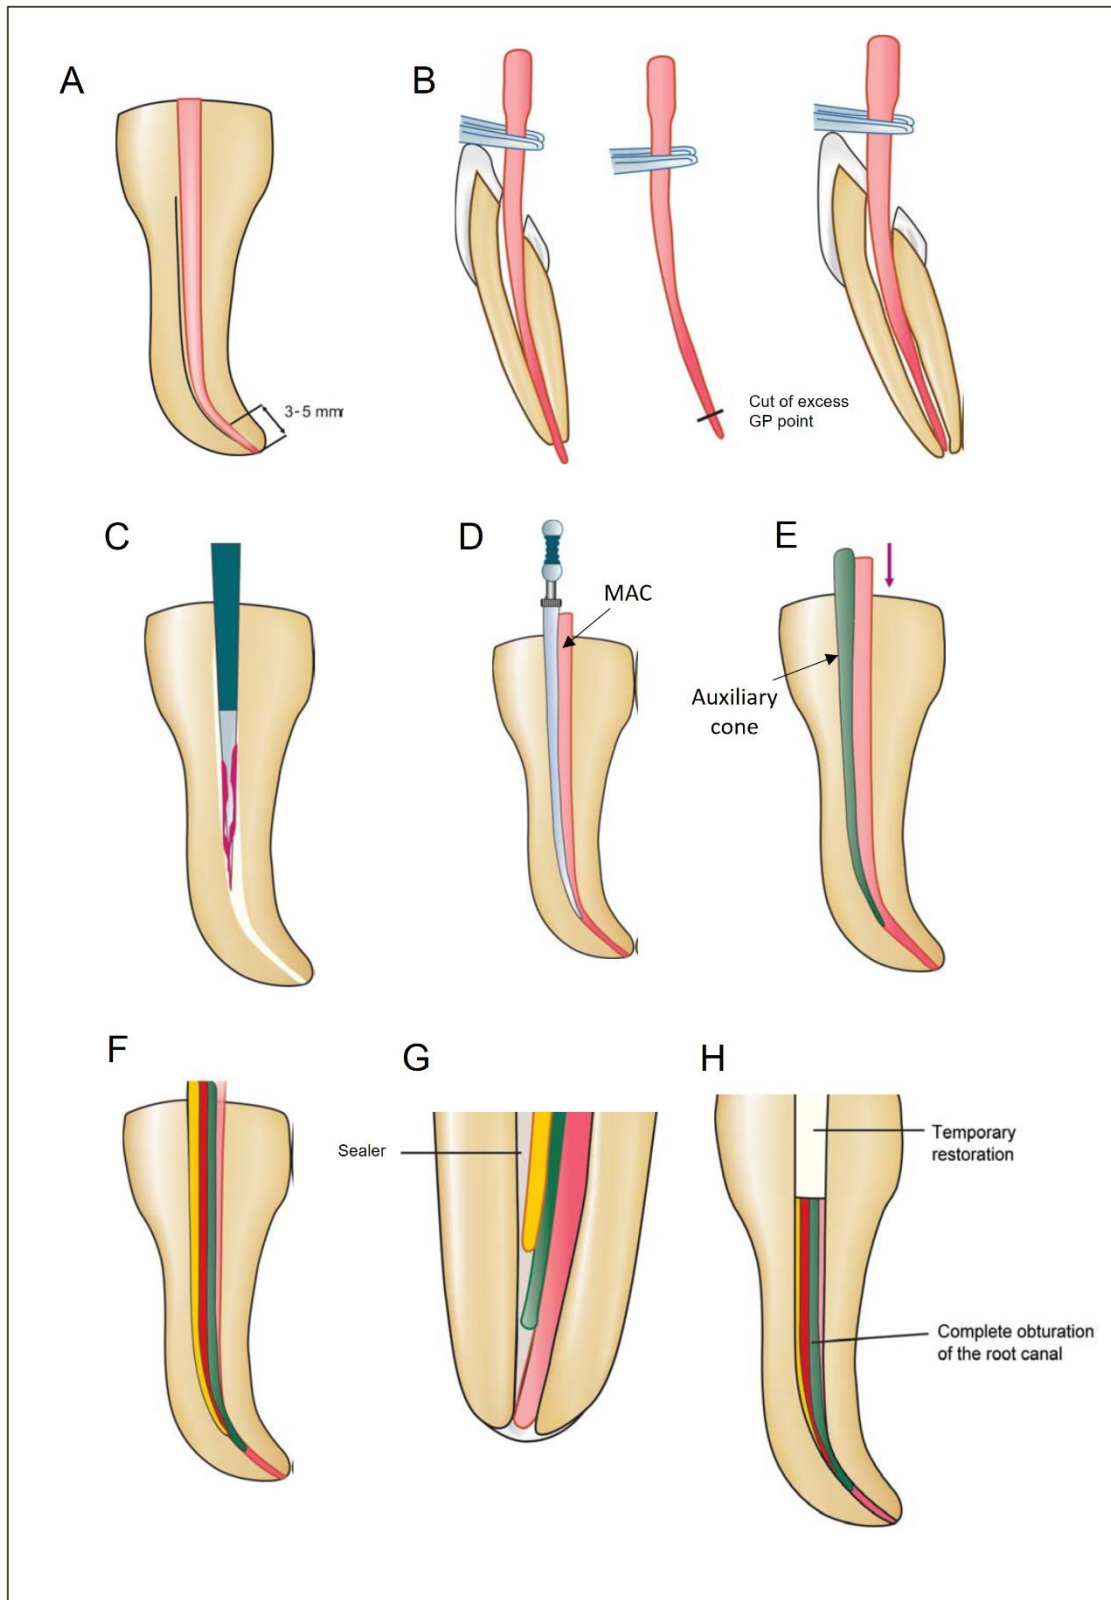 A
B
3-5 mm
Cut of excess
GP point
C
D
E
MAC
Auxiliary
cone
F
G
H
Sealer
Temporary
restoration
Complete obturation
of the root canal